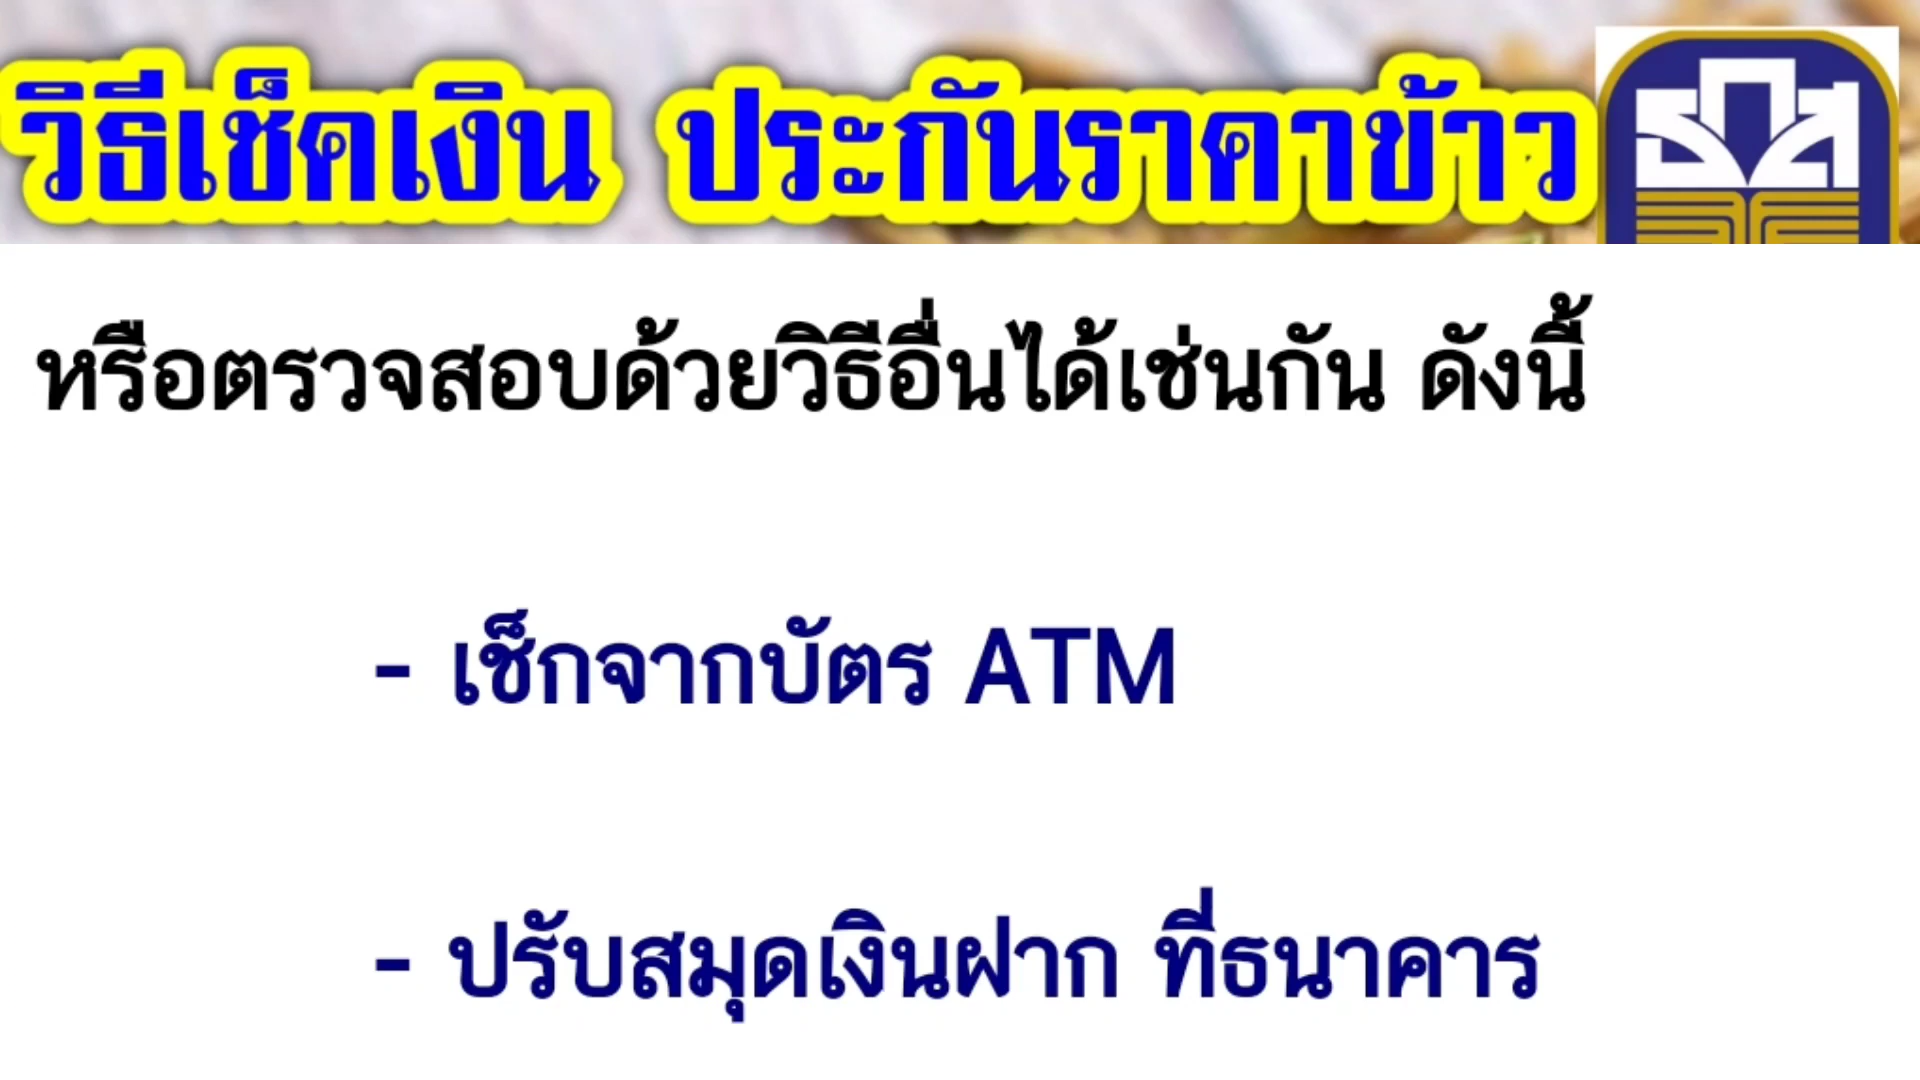 วิธีเช็คเงิน ประกันราคาข้าว
ธกส
หรือตรวจสอบด้วยวิธีอื่นได้เช่นกัน ดังนี้
- เช็กจากบัตร ATM
- ปรับสมุดเงินฝาก ที่ธนาคาร